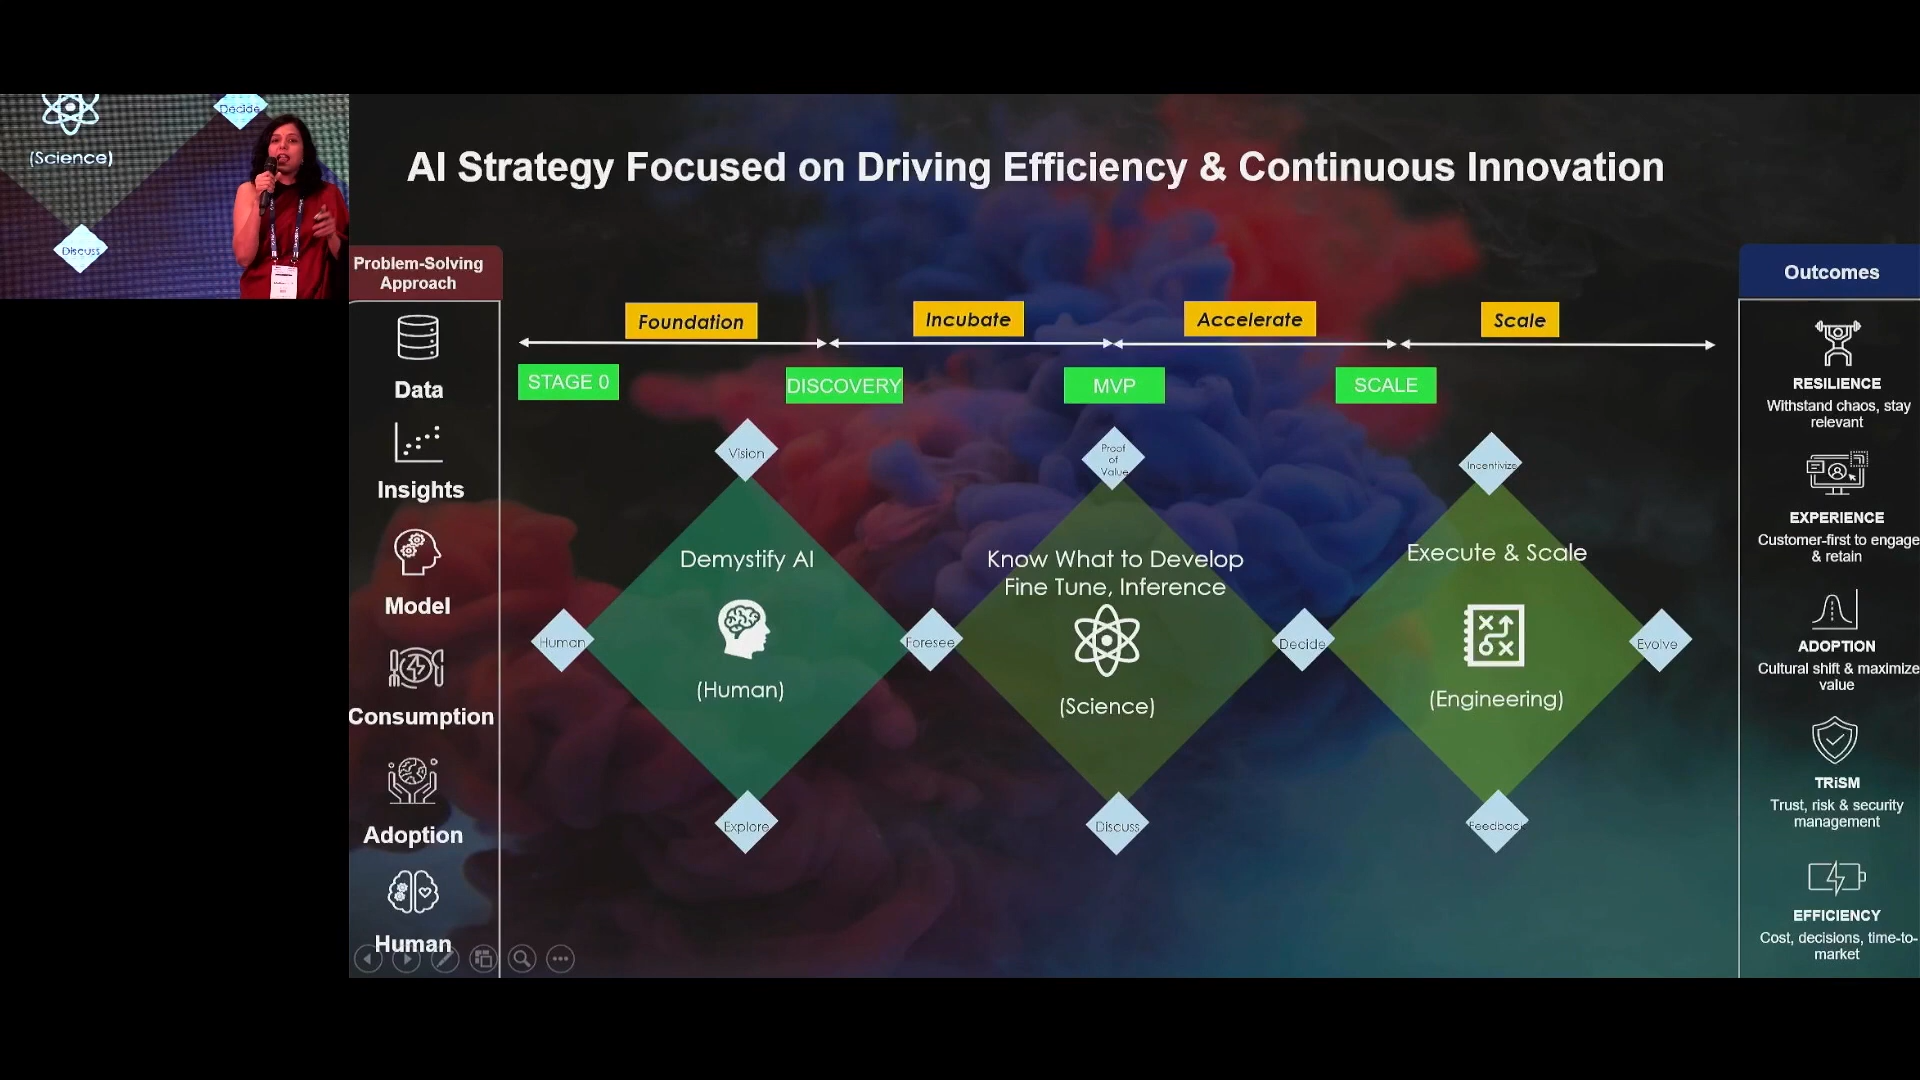 Decide
(Science)
Discuss
AI Strategy Focused on Driving Efficiency & Continuous Innovation
Problem-Solving
Approach
Data
Insights
Model
Consumption
Adoption
Human
Foundation
Incubate
Accelerate
Scale
STAGE 0
DISCOVERY
MVP
SCALE
Vision
Proof
of
Value
Incentivize
Demystify AI
Know What to Develop
Fine Tune, Inference
Execute & Scale
Human
Foresee
Decide
Evolve
(Human)
(Science)
(Engineering)
Explore
Discuss
Feedback
Outcomes
RESILIENCE
Withstand chaos, stay
relevant
EXPERIENCE
Customer-first to engage
& retain
ADOPTION
Cultural shift & maximize
value
TRiSM
Trust, risk & security
management
EFFICIENCY
Cost, decisions, time-to-
market